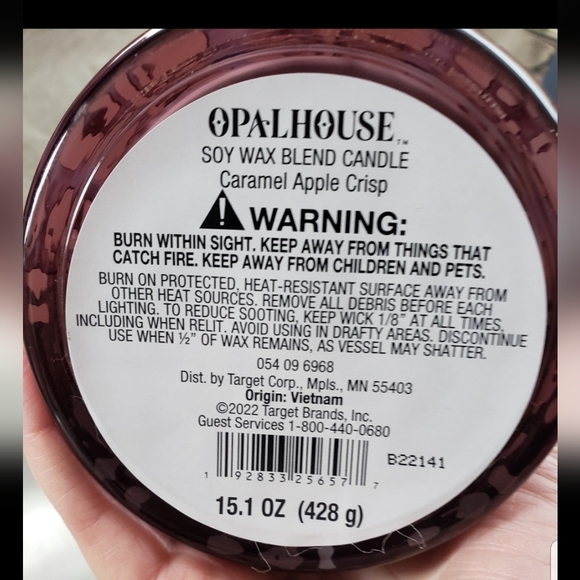 OPALHOUSE™
SOY WAX BLEND CANDLE
Caramel Apple Crisp
! WARNING:
BURN WITHIN SIGHT. KEEP AWAY FROM THINGS THAT
CATCH FIRE. KEEP AWAY FROM CHILDREN AND PETS.
BURN ON PROTECTED, HEAT-RESISTANT SURFACE AWAY FROM
OTHER HEAT SOURCES. REMOVE ALL DEBRIS BEFORE EACH
LIGHTING. TO REDUCE SOOTING, KEEP WICK 1/8" AT ALL TIMES,
INCLUDING WHEN RELIT. AVOID USING IN DRAFTY AREAS. DISCONTINUE
USE WHEN ½" OF WAX REMAINS, AS VESSEL MAY SHATTER.
054 09 6968
Dist. by Target Corp., Mpls., MN 55403
Origin: Vietnam
©2022 Target Brands, Inc.
Guest Services 1-800-440-0680
B22141
1 92833 25657 7
15.1 OZ (428 g)